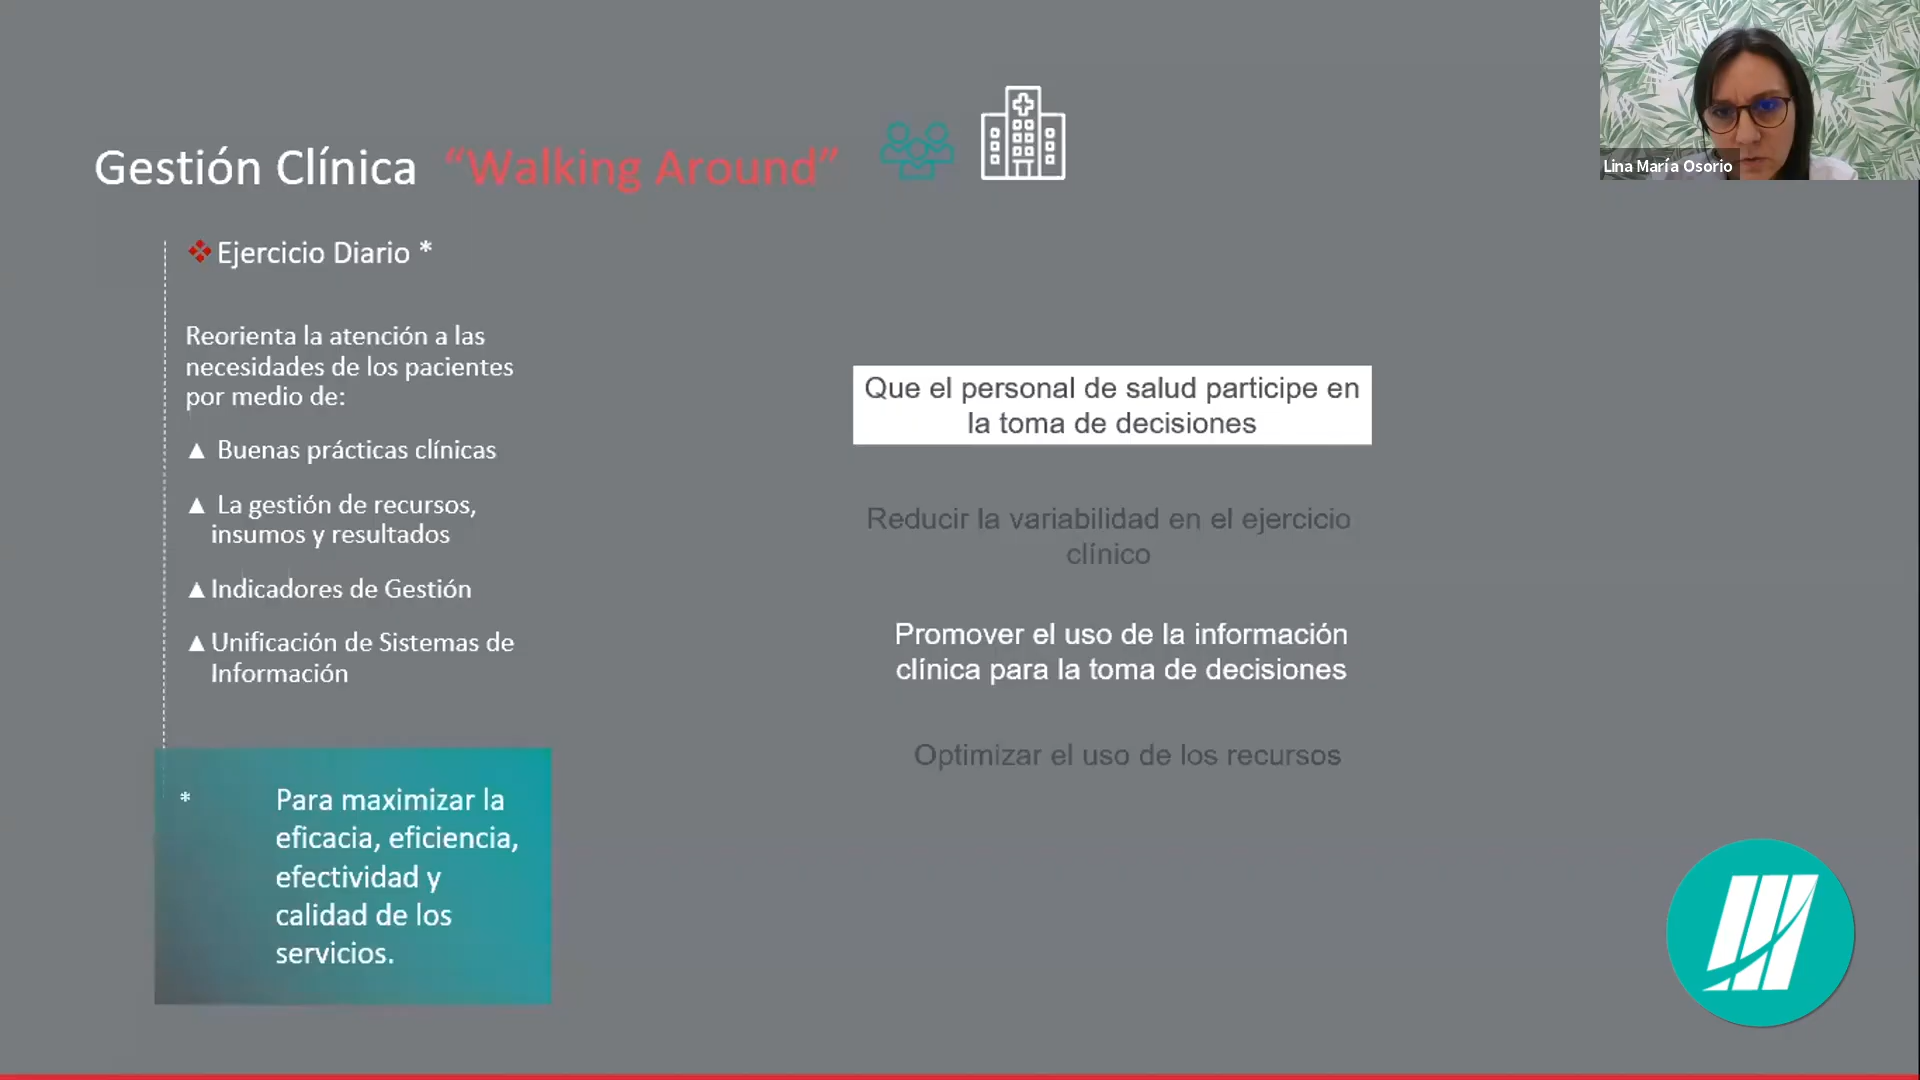 Gestión Clínica “Walking Around”
Lina María Osorio
❖ Ejercicio Diario *
Reorienta la atención a las
necesidades de los pacientes
por medio de:
▲ Buenas prácticas clínicas
▲ La gestión de recursos,
insumos y resultados
▲ Indicadores de Gestión
▲ Unificación de Sistemas de
Información
* Para maximizar la
eficacia, eficiencia,
efectividad y
calidad de los
servicios.
Que el personal de salud participe en
la toma de decisiones
Reducir la variabilidad en el ejercicio
clínico
Promover el uso de la información
clínica para la toma de decisiones
Optimizar el uso de los recursos